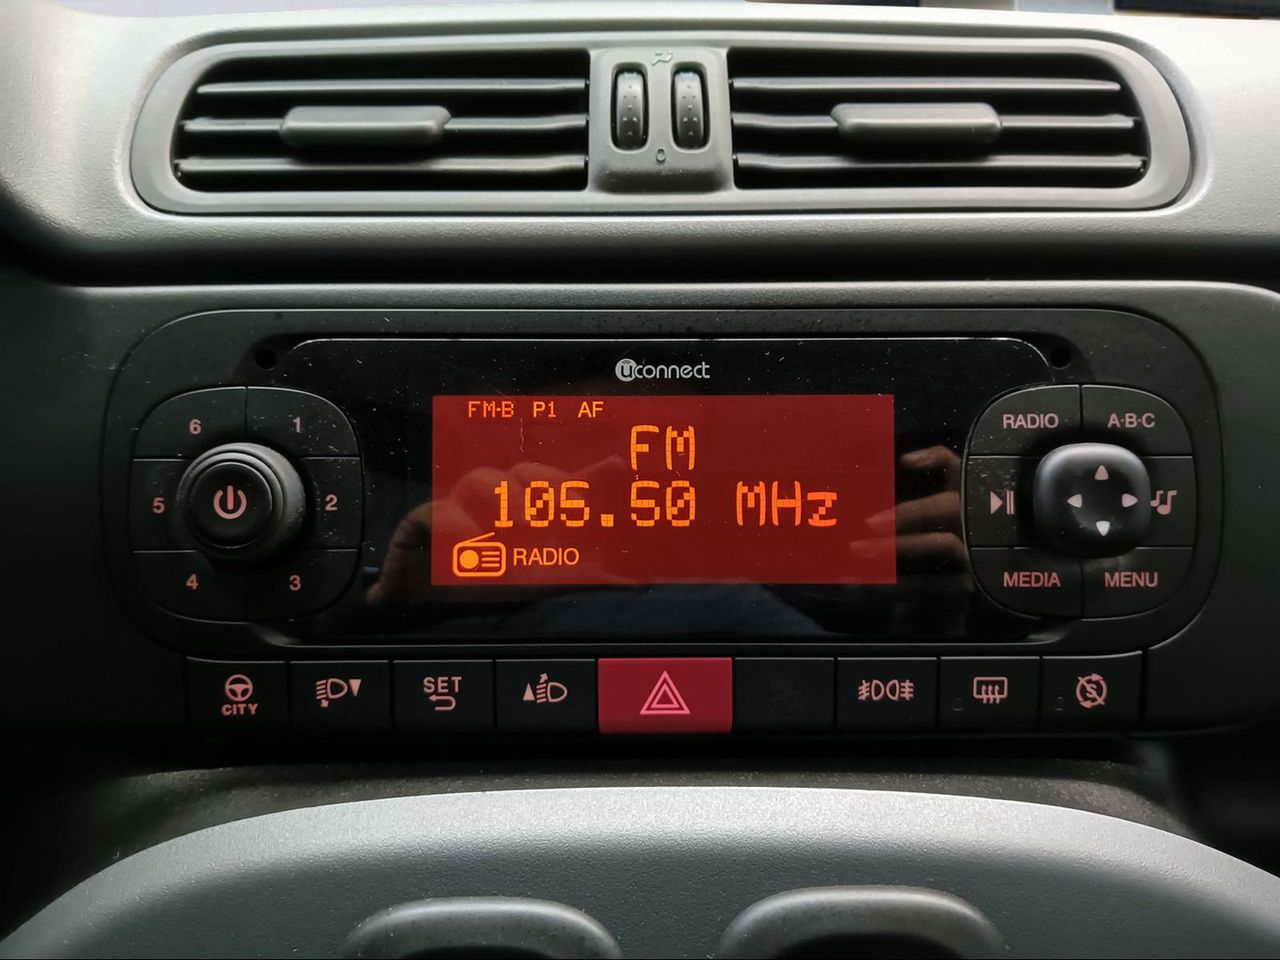 uconnect
FM-B P1 AF
FM
105.50 MHz
RADIO
6 1
5 2
4 3
RADIO A·B·C
MEDIA MENU
CITY
SET